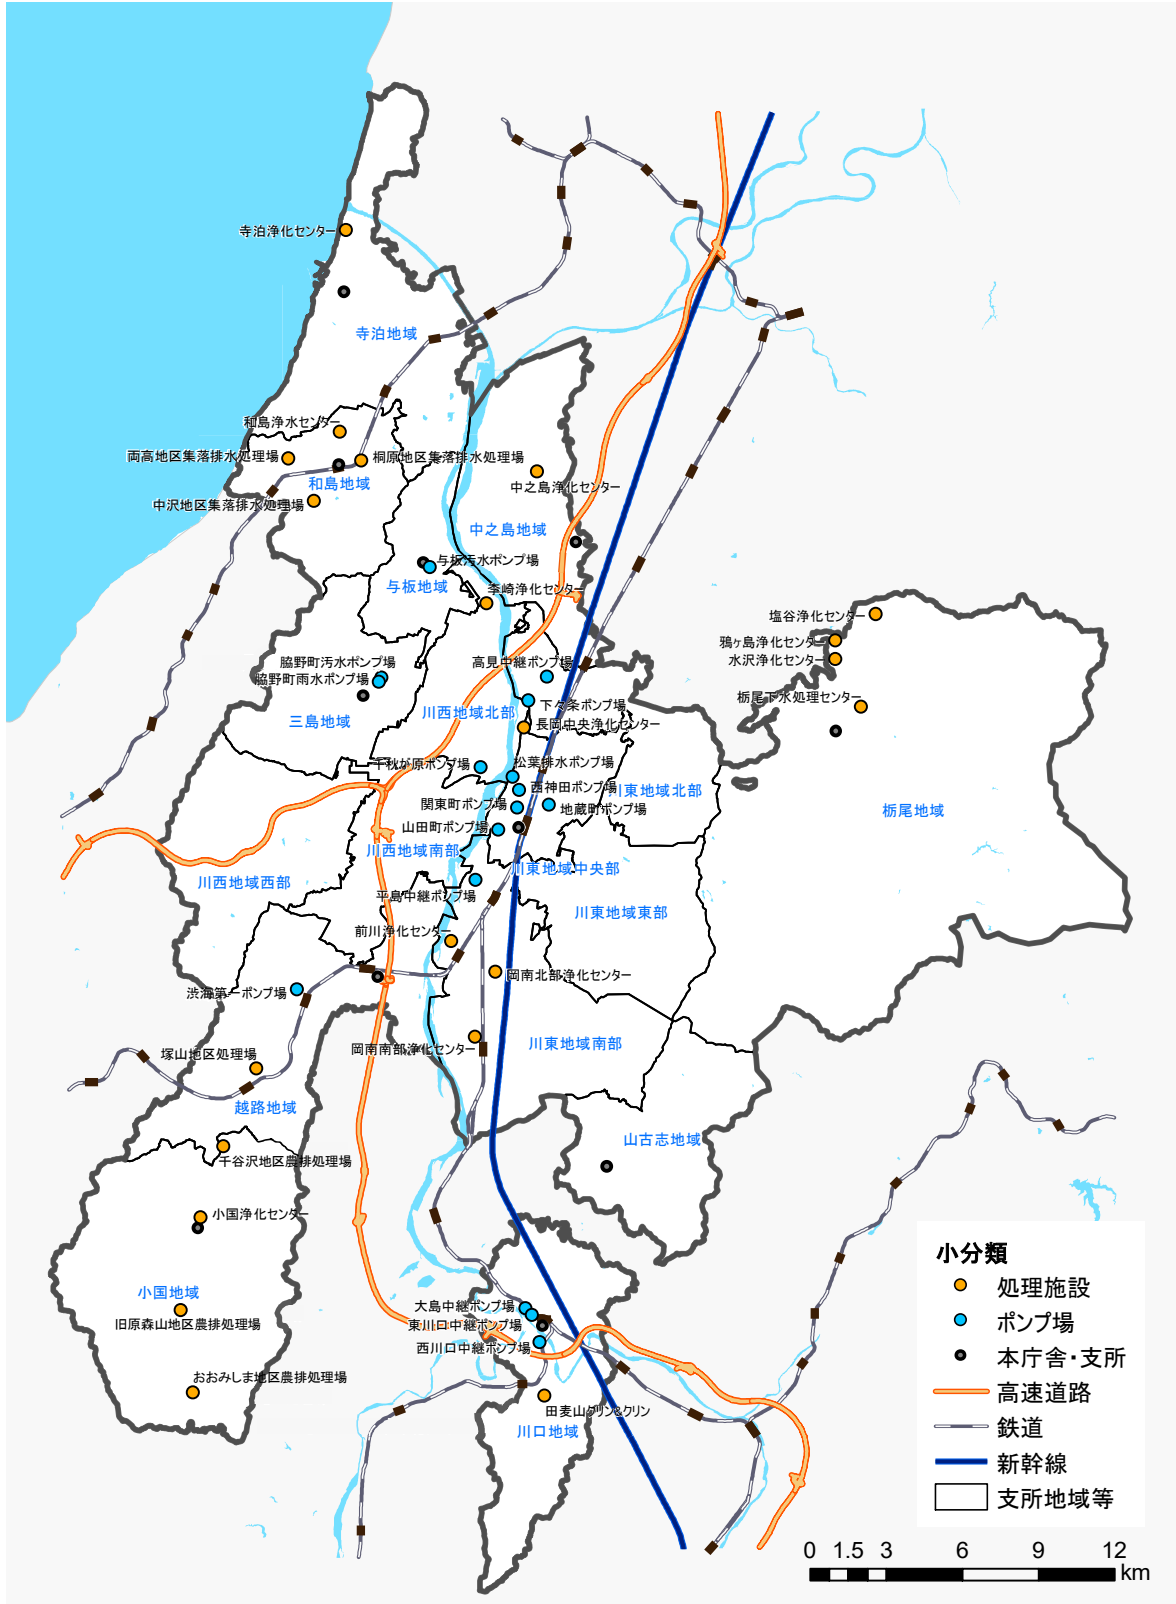 寺泊浄化センター
寺泊地域
和島浄水センター
両高地区集落排水処理場
桐原地区集落排水処理場
和島地域
中沢地区集落排水処理場
中之島浄化センター
中之島地域
与板汚水ポンプ場
与板地域
李崎浄化センター
塩谷浄化センター
鴉ヶ島浄化センター
水沢浄化センター
脇野町汚水ポンプ場
脇野町雨水ポンプ場
高見中継ポンプ場
栃尾下水処理センター
下々条ポンプ場
三島地域
川西地域北部
長岡中央浄化センター
千秋が原ポンプ場
松葉排水ポンプ場
西神田ポンプ場
川東地域北部
関東町ポンプ場
地蔵町ポンプ場
栃尾地域
山田町ポンプ場
川西地域南部
川東地域中央部
川西地域西部
平島中継ポンプ場
川東地域東部
前川浄化センター
岡南北部浄化センター
渋海第一ポンプ場
岡南南部浄化センター
川東地域南部
塚山地区処理場
越路地域
山古志地域
千谷沢地区農排処理場
小国浄化センター
小国地域
旧原森山地区農排処理場
大島中継ポンプ場
東川口中継ポンプ場
西川口中継ポンプ場
おおみしま地区農排処理場
田麦山クリン&クリン
川口地域
小分類
処理施設
ポンプ場
本庁舎・支所
高速道路
鉄道
新幹線
支所地域等
0 1.5 3 6 9 12
km